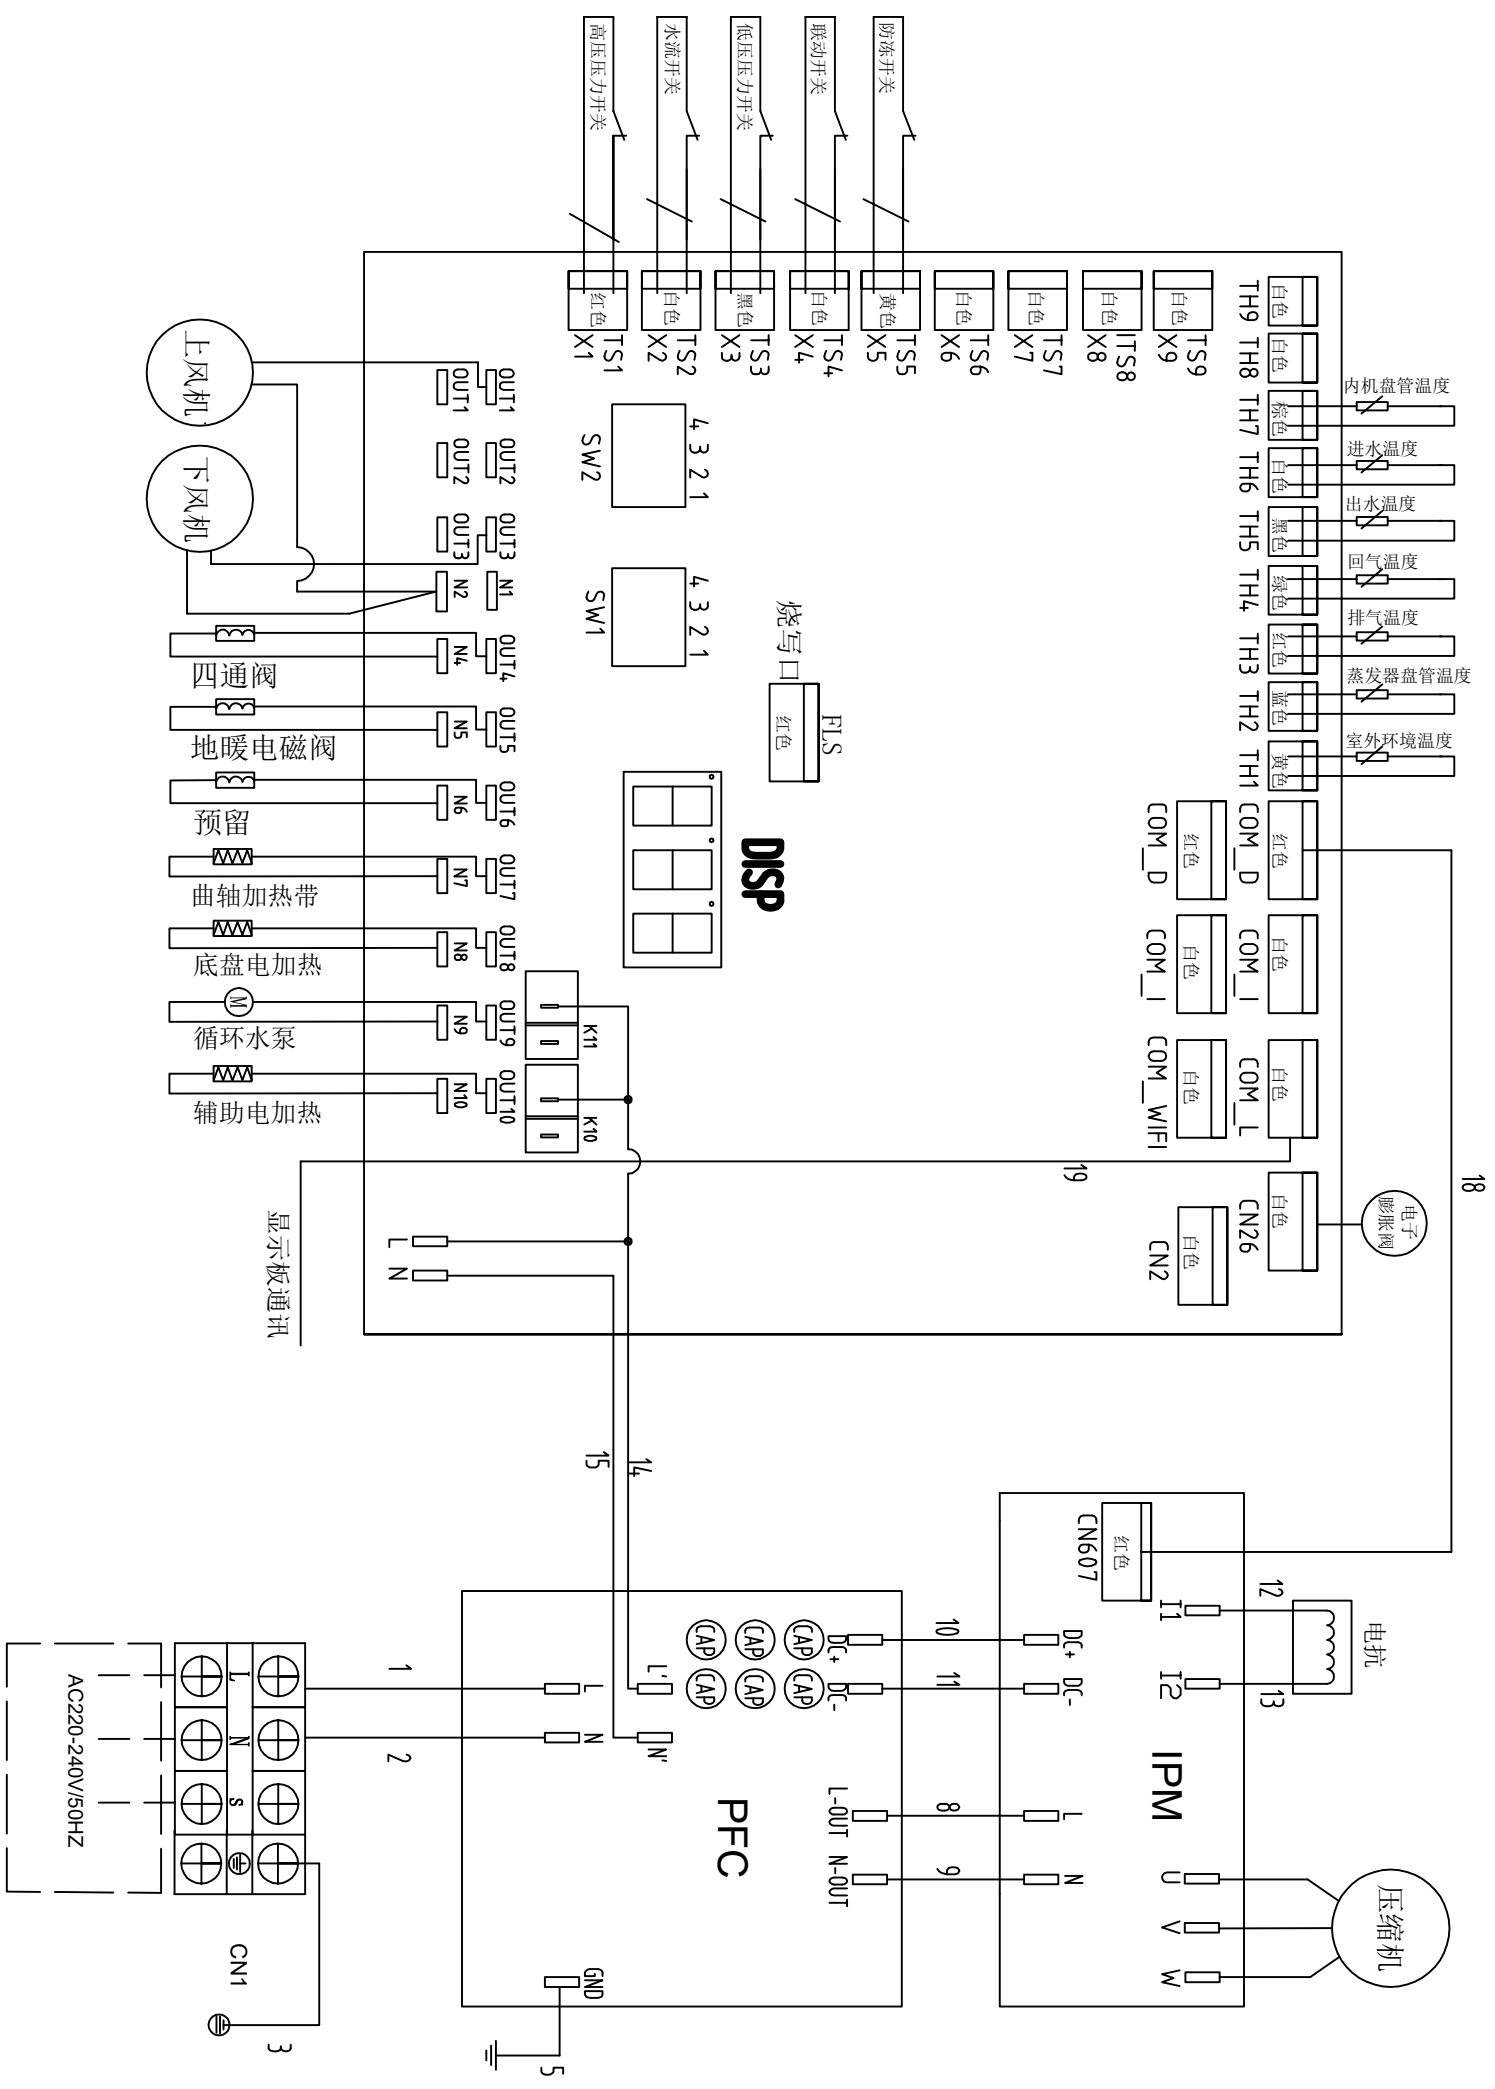 高压压力开关
水流开关
低压压力开关
联动开关
防冻开关
红色
TS1
X1
白色
TS2
X2
黑色
TS3
X3
白色
TS4
X4
黄色
TS5
X5
白色
TS6
X6
白色
TS7
X7
白色
ITS8
X8
白色
TS9
X9
白色
TH9
白色
TH8
内机盘管温度
棕色
TH7
进水温度
白色
TH6
出水温度
黑色
TH5
回气温度
绿色
TH4
排气温度
红色
TH3
蒸发器盘管温度
蓝色
TH2
室外环境温度
黄色
TH1
红色
COM_D
红色
COM_D
白色
COM_I
白色
COM_I
白色
COM_L
白色
COM_WIFI
白色
CN26
白色
CN2
电子
膨胀阀
18
19
4 3 2 1
SW2
4 3 2 1
SW1
烧写口
红色
FLS
DISP
上风机
下风机
OUT1
OUT1
OUT2
OUT2
OUT3
OUT3
N1
N2
OUT4
N4
四通阀
OUT5
N5
地暖电磁阀
OUT6
N6
预留
OUT7
N7
曲轴加热带
OUT8
N8
底盘电加热
OUT9
N9
M
循环水泵
OUT10
N10
辅助电加热
K11
K10
显示板通讯
L
N
15
14
CN607
红色
I1
I2
12
13
电抗
IPM
DC+
DC-
L
N
U
V
W
压缩机
10
11
8
9
DC+
DC-
L-OUT
N-OUT
CAP
CAP
CAP
CAP
CAP
CAP
PFC
L'
N'
L
N
GND
5
1
2
3
L
N
S
CN1
AC220-240V/50HZ